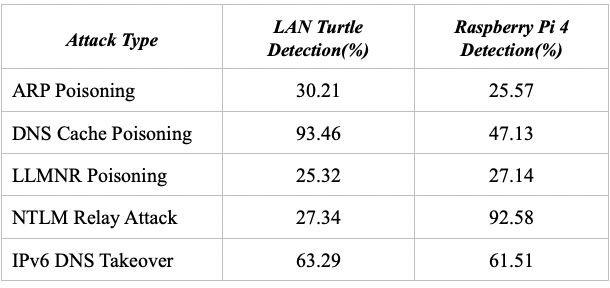 Attack Type LAN Turtle Detection(%) Raspberry Pi 4 Detection(%)
ARP Poisoning 30.21 25.57
DNS Cache Poisoning 93.46 47.13
LLMNR Poisoning 25.32 27.14
NTLM Relay Attack 27.34 92.58
IPv6 DNS Takeover 63.29 61.51